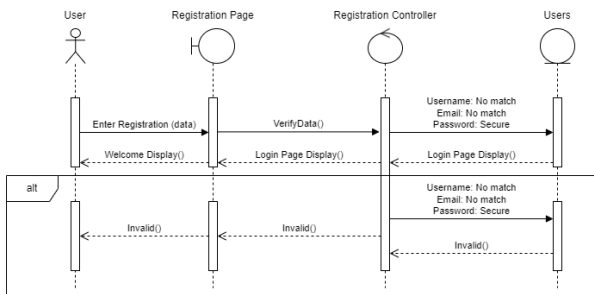 User
Registration Page
Registration Controller
Users
Username: No match
Email: No match
Password: Secure
Enter Registration (data)
VerifyData()
Welcome Display()
Login Page Display()
Login Page Display()
alt
Username: No match
Email: No match
Password: Secure
Invalid()
Invalid()
Invalid()